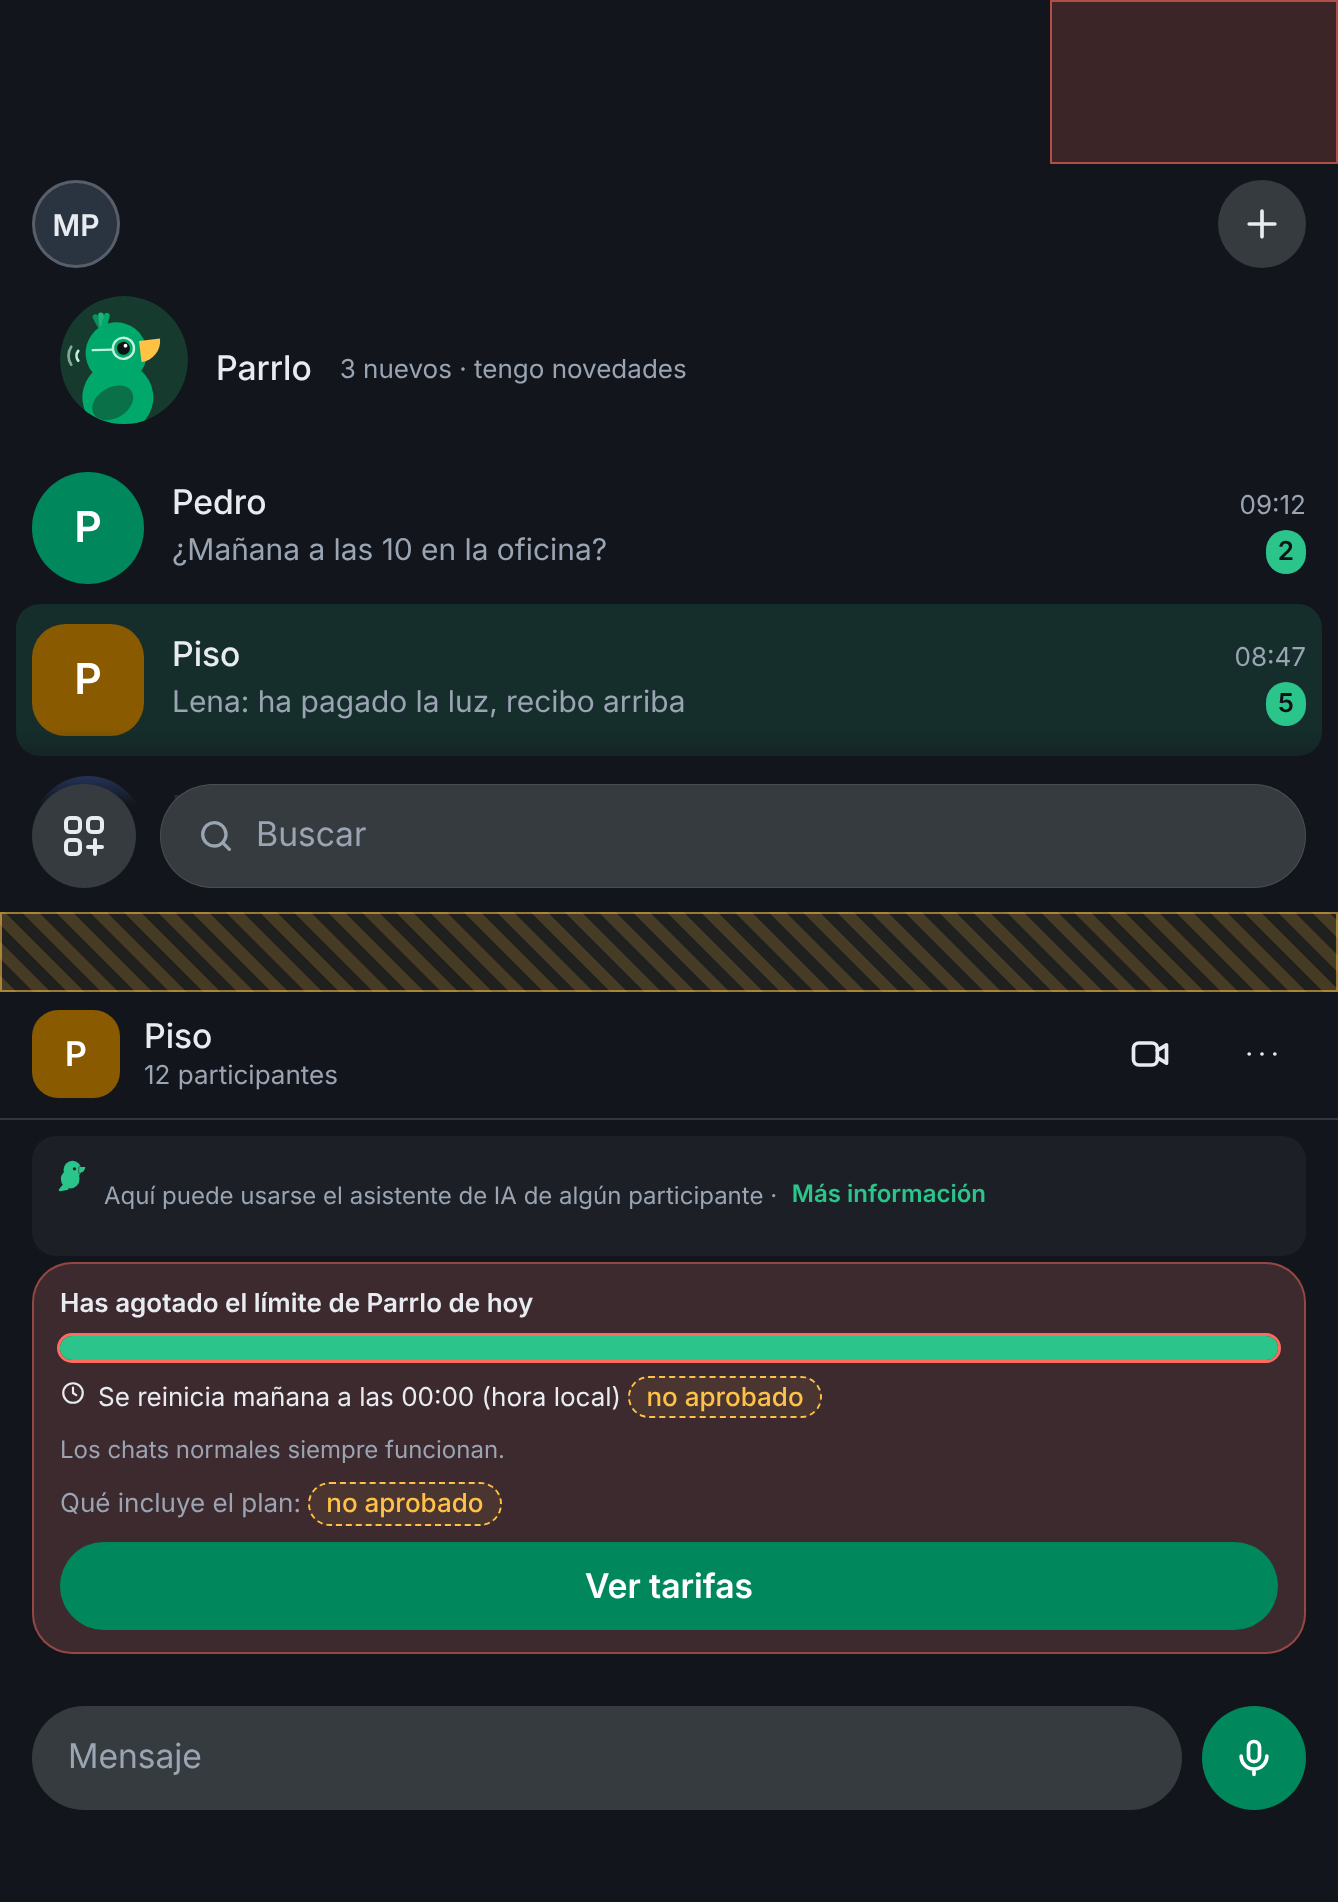 MP
Parrlo 3 nuevos · tengo novedades
P
Pedro
09:12
¿Mañana a las 10 en la oficina?
2
P
Piso
08:47
Lena: ha pagado la luz, recibo arriba
5
Buscar
P
Piso
12 participantes
Aquí puede usarse el asistente de IA de algún participante · Más información
Has agotado el límite de Parrlo de hoy
Se reinicia mañana a las 00:00 (hora local) no aprobado
Los chats normales siempre funcionan.
Qué incluye el plan: no aprobado
Ver tarifas
Mensaje